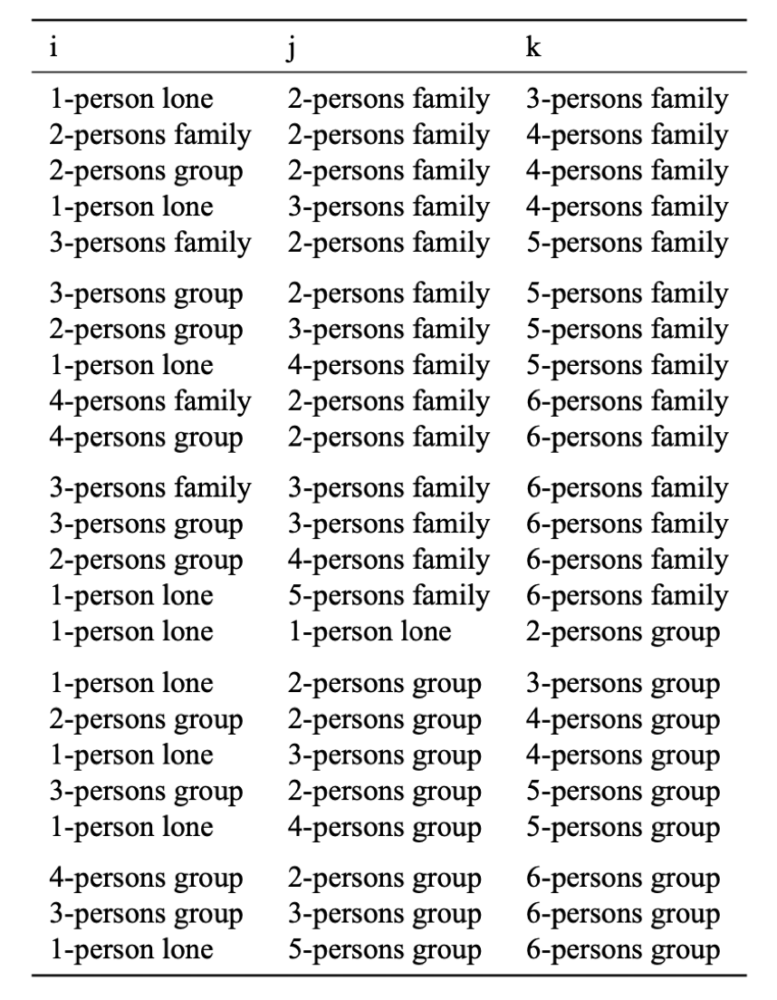 i j k
1-person lone 2-persons family 3-persons family
2-persons family 2-persons family 4-persons family
2-persons group 2-persons family 4-persons family
1-person lone 3-persons family 4-persons family
3-persons family 2-persons family 5-persons family
3-persons group 2-persons family 5-persons family
2-persons group 3-persons family 5-persons family
1-person lone 4-persons family 5-persons family
4-persons family 2-persons family 6-persons family
4-persons group 2-persons family 6-persons family
3-persons family 3-persons family 6-persons family
3-persons group 3-persons family 6-persons family
2-persons group 4-persons family 6-persons family
1-person lone 5-persons family 6-persons family
1-person lone 1-person lone 2-persons group
1-person lone 2-persons group 3-persons group
2-persons group 2-persons group 4-persons group
1-person lone 3-persons group 4-persons group
3-persons group 2-persons group 5-persons group
1-person lone 4-persons group 5-persons group
4-persons group 2-persons group 6-persons group
3-persons group 3-persons group 6-persons group
1-person lone 5-persons group 6-persons group